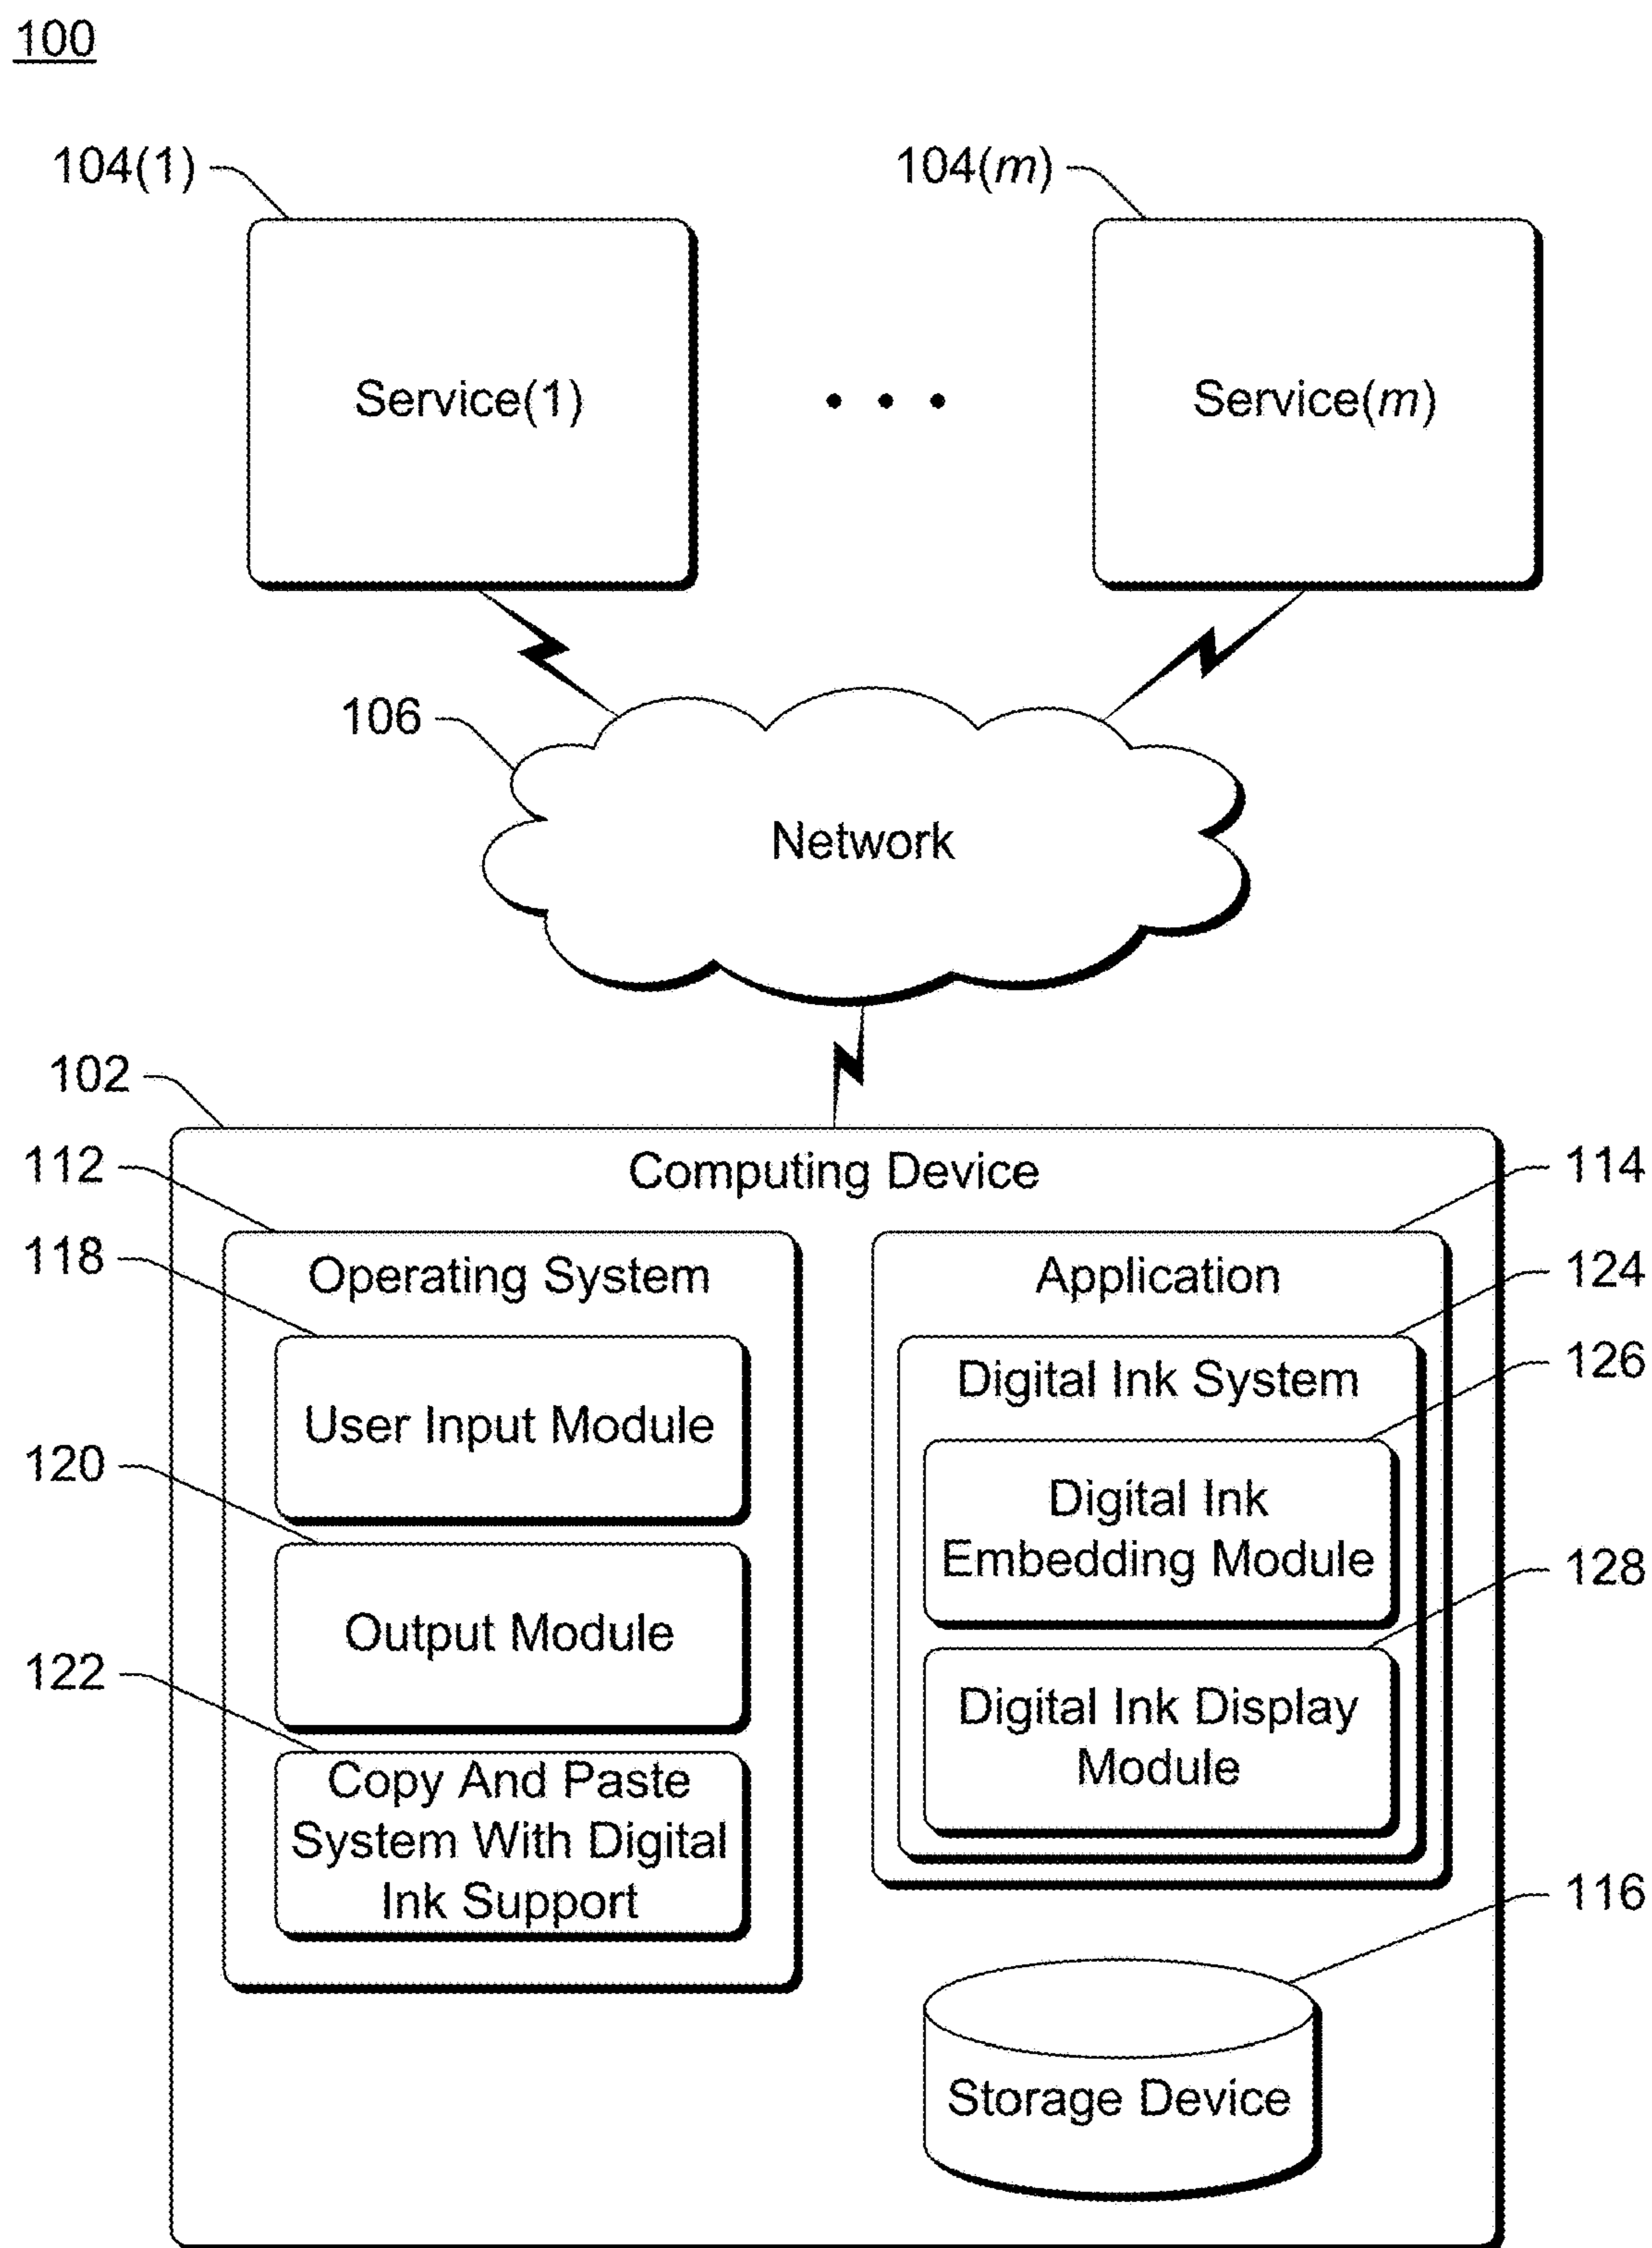 100
104(1)
104(m)
Service(1)
Service(m)
106
Network
102
Computing Device
112
114
118
Operating System
Application
124
Digital Ink System
126
User Input Module
120
Digital Ink
Embedding Module
128
Output Module
122
Digital Ink Display
Module
Copy And Paste
System With Digital
Ink Support
116
Storage Device